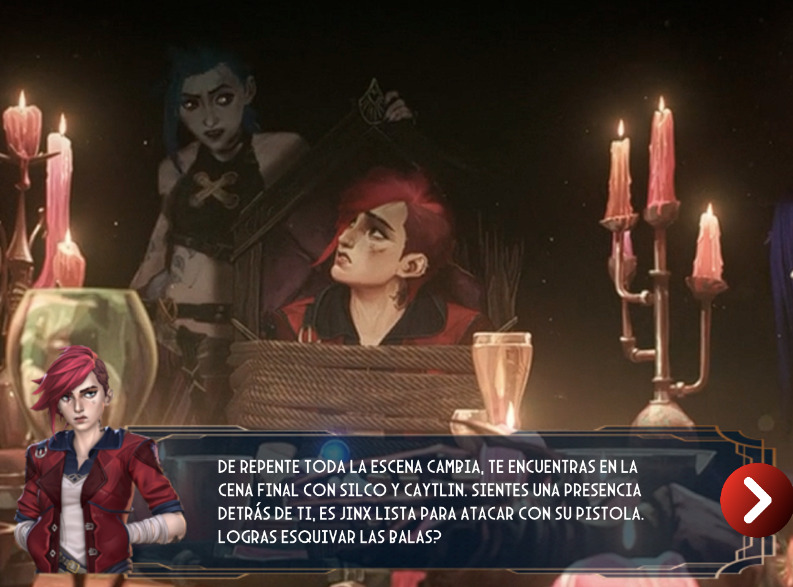 DE REPENTE TODA LA ESCENA CAMBIA, TE ENCUENTRAS EN LA
CENA FINAL CON SILCO Y CAYTLIN. SIENTES UNA PRESENCIA
DETRÁS DE TI, ES JINX LISTA PARA ATACAR CON SU PISTOLA.
LOGRAS ESQUIVAR LAS BALAS?